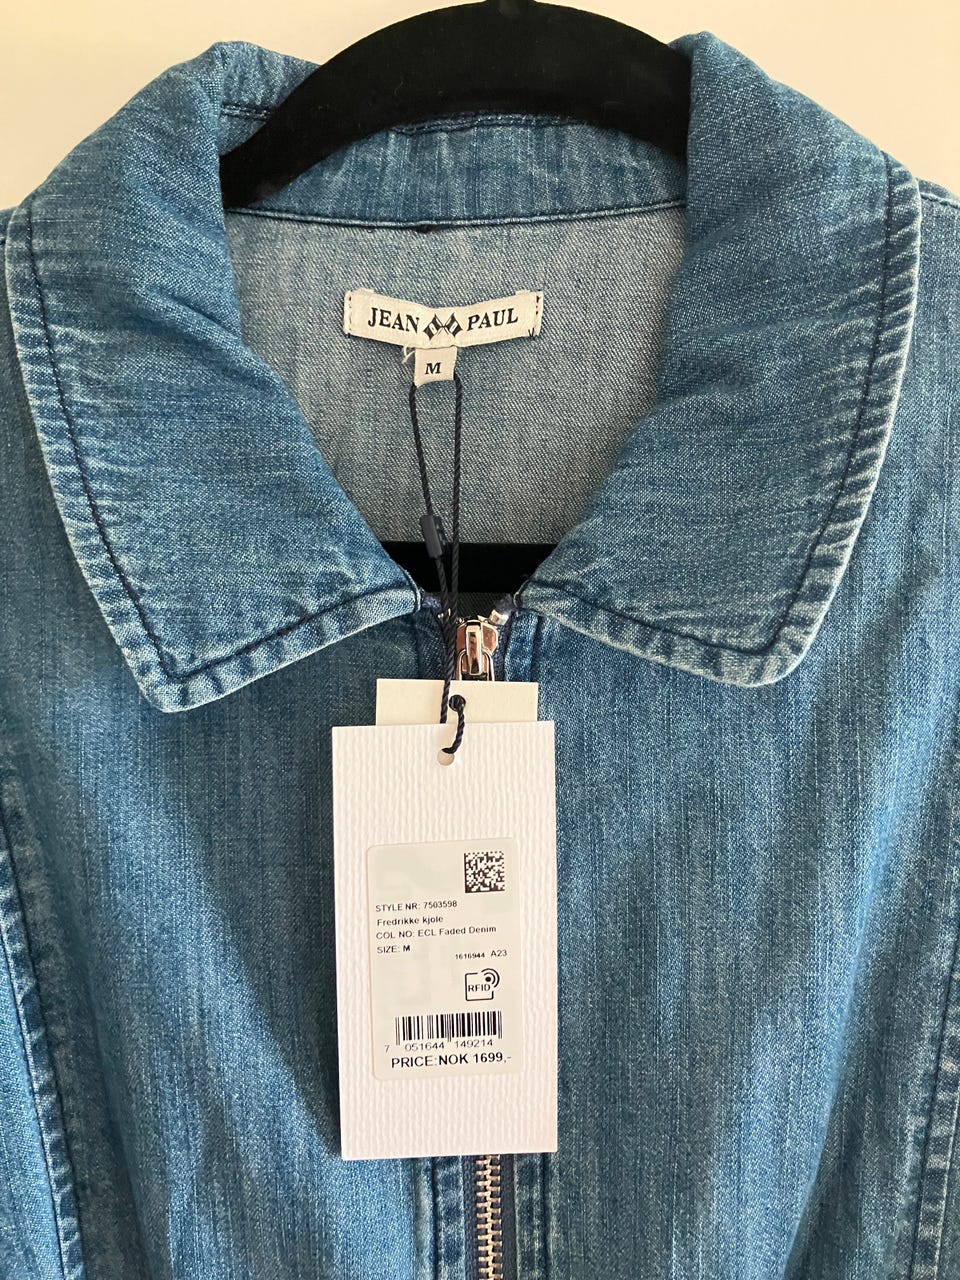 JEAN PAUL
M
STYLE NR: 7503598
Fredrikke kjole
COL NO: ECL Faded Denim
SIZE: M
1616944 A23
RFID
7 051644 149214
PRICE:NOK 1699,-